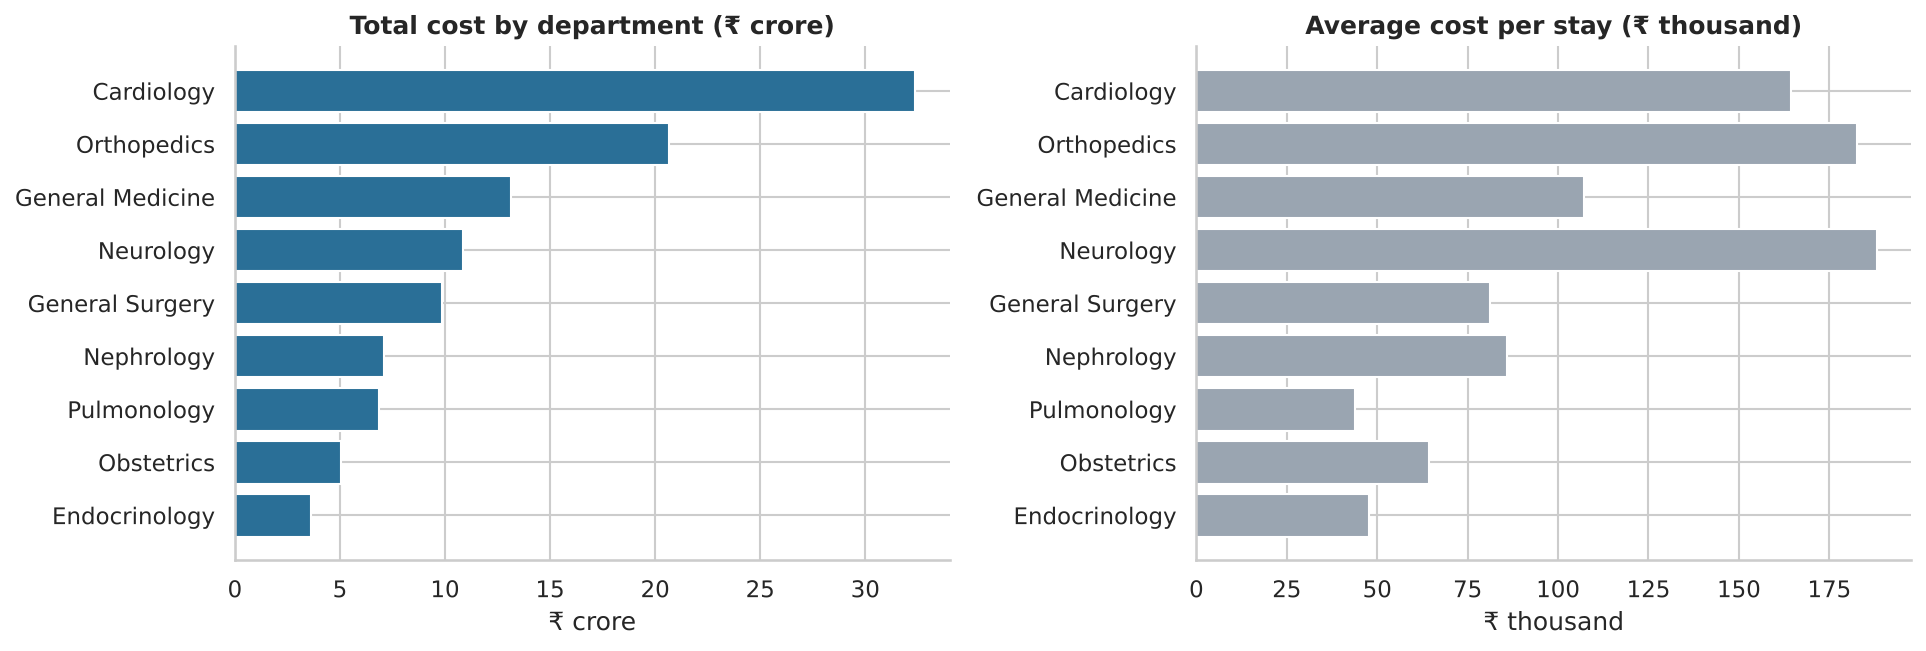 Total cost by department (₹ crore)
Cardiology
Orthopedics
General Medicine
Neurology
General Surgery
Nephrology
Pulmonology
Obstetrics
Endocrinology
0 5 10 15 20 25 30
₹ crore
Average cost per stay (₹ thousand)
Cardiology
Orthopedics
General Medicine
Neurology
General Surgery
Nephrology
Pulmonology
Obstetrics
Endocrinology
0 25 50 75 100 125 150 175
₹ thousand